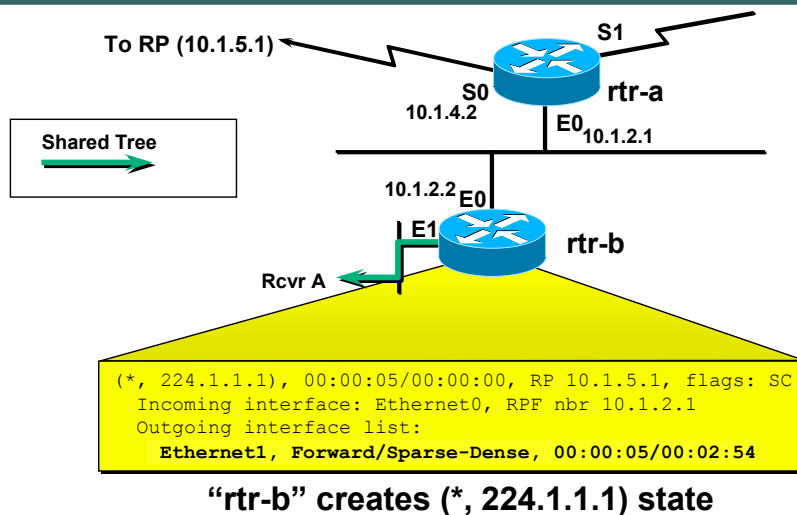 S1
To RP (10.1.5.1)
S0
rtr-a
10.1.4.2
E0
10.1.2.1
Shared Tree
10.1.2.2
E0
E1
rtr-b
Rcvr A
(*, 224.1.1.1), 00:00:05/00:00:00, RP 10.1.5.1, flags: SC
Incoming interface: Ethernet0, RPF nbr 10.1.2.1
Outgoing interface list:
Ethernet1, Forward/Sparse-Dense, 00:00:05/00:02:54
“rtr-b” creates (*, 224.1.1.1) state